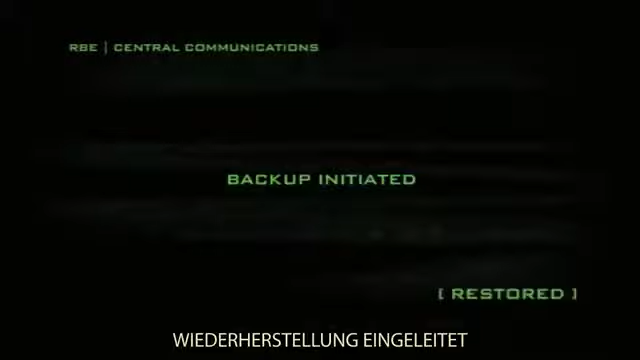 RBE | CENTRAL COMMUNICATIONS
BACKUP INITIATED
[ RESTORED ]
WIEDERHERSTELLUNG EINGELEITET